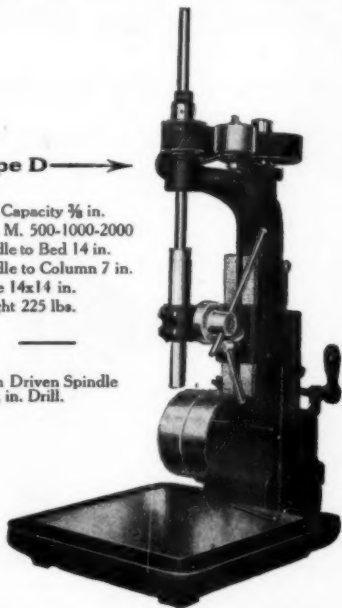 pe D
Capacity ⅜ in.
M. 500-1000-2000
dle to Bed 14 in.
dle to Column 7 in.
e 14x14 in.
ht 225 lbs.
n Driven Spindle
in. Drill.